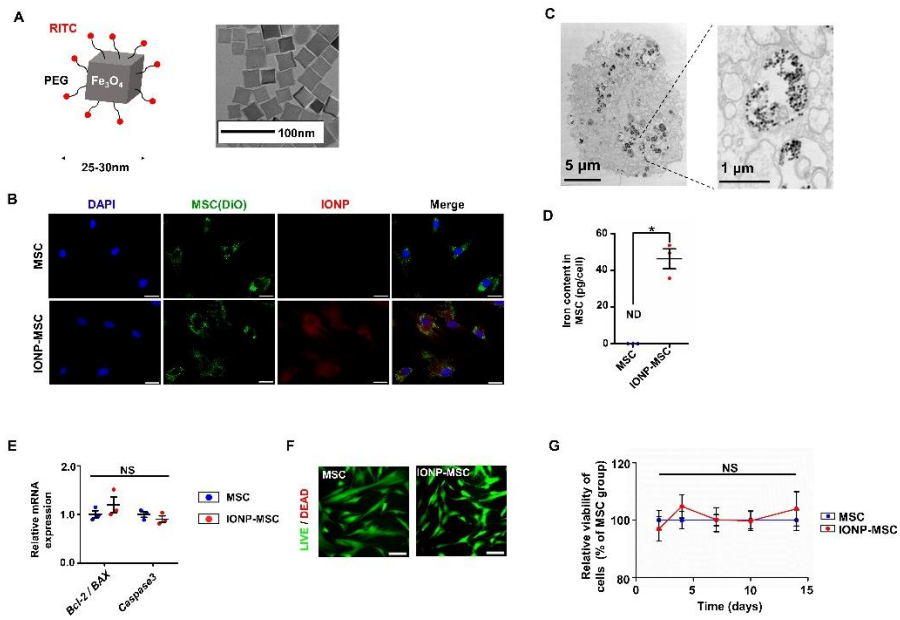 A
RITC
PEG
Fe3O4
25-30nm
100nm
B
DAPI
MSC(DiO)
IONP
Merge
MSC
IONP-MSC
C
5 µm
1 µm
D
Iron content in
MSC (pg/cell)
60
40
20
0
*
ND
MSC
IONP-MSC
E
Relative mRNA
expression
2.0
1.0
0.0
NS
MSC
IONP-MSC
Bcl-2 / BAX
Caspase3
F
LIVE / DEAD
MSC
IONP-MSC
G
Relative viability of
cells (% of MSC group)
120
100
80
NS
0
5
10
15
Time (days)
MSC
IONP-MSC